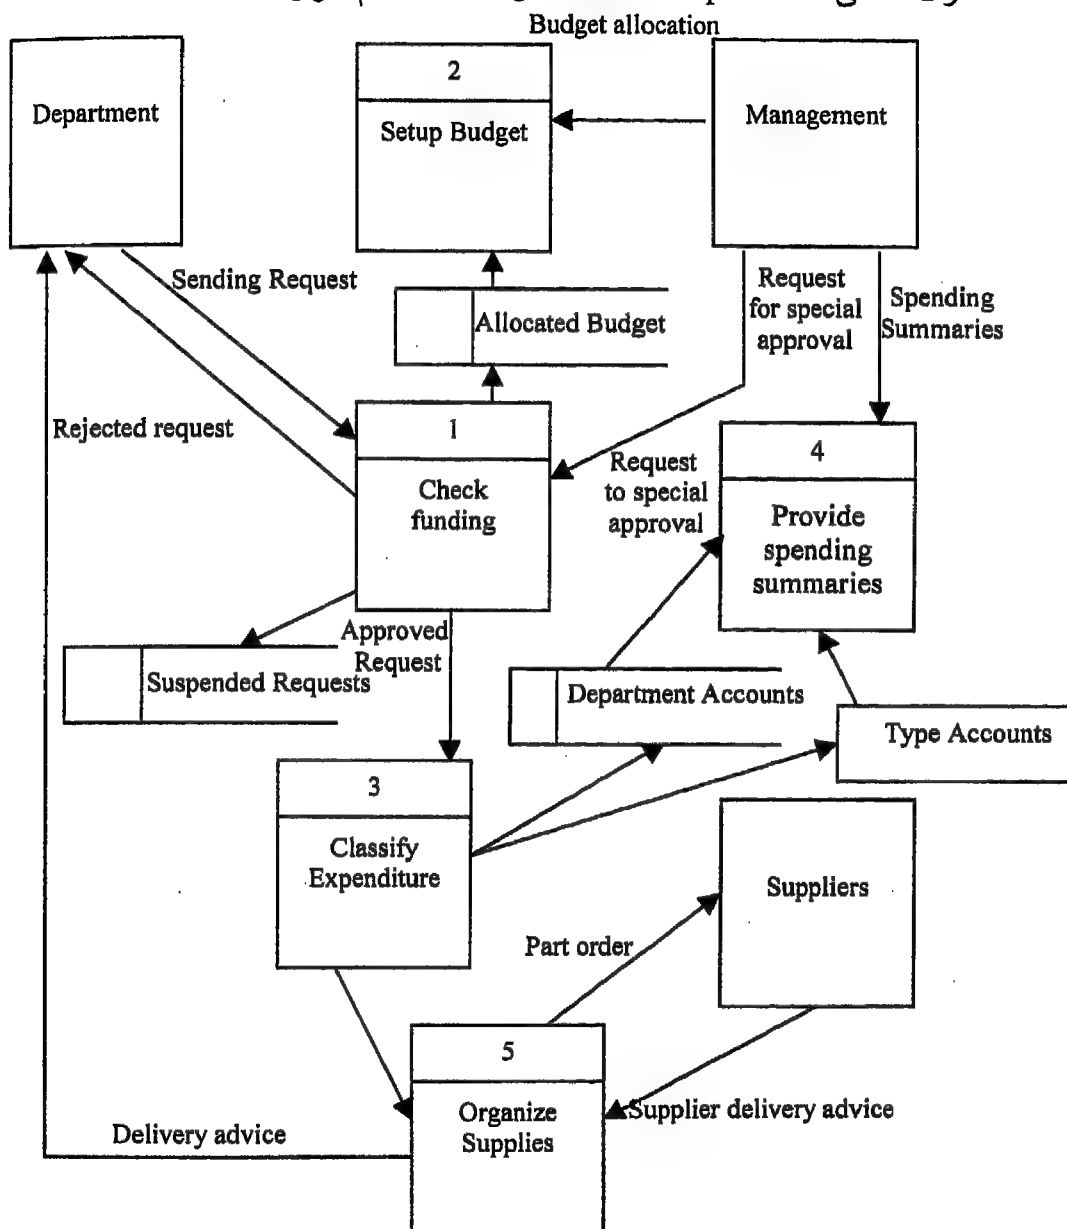 Budget allocation
Department
2
Setup Budget
Management
Sending Request
Request
for special
approval
Spending
Summaries
Allocated Budget
Rejected request
1
Check
funding
Request
to special
approval
4
Provide
spending
summaries
Approved
Request
Suspended Requests
Department Accounts
Type Accounts
3
Classify
Expenditure
Suppliers
Part order
5
Organize
Supplies
Supplier delivery advice
Delivery advice